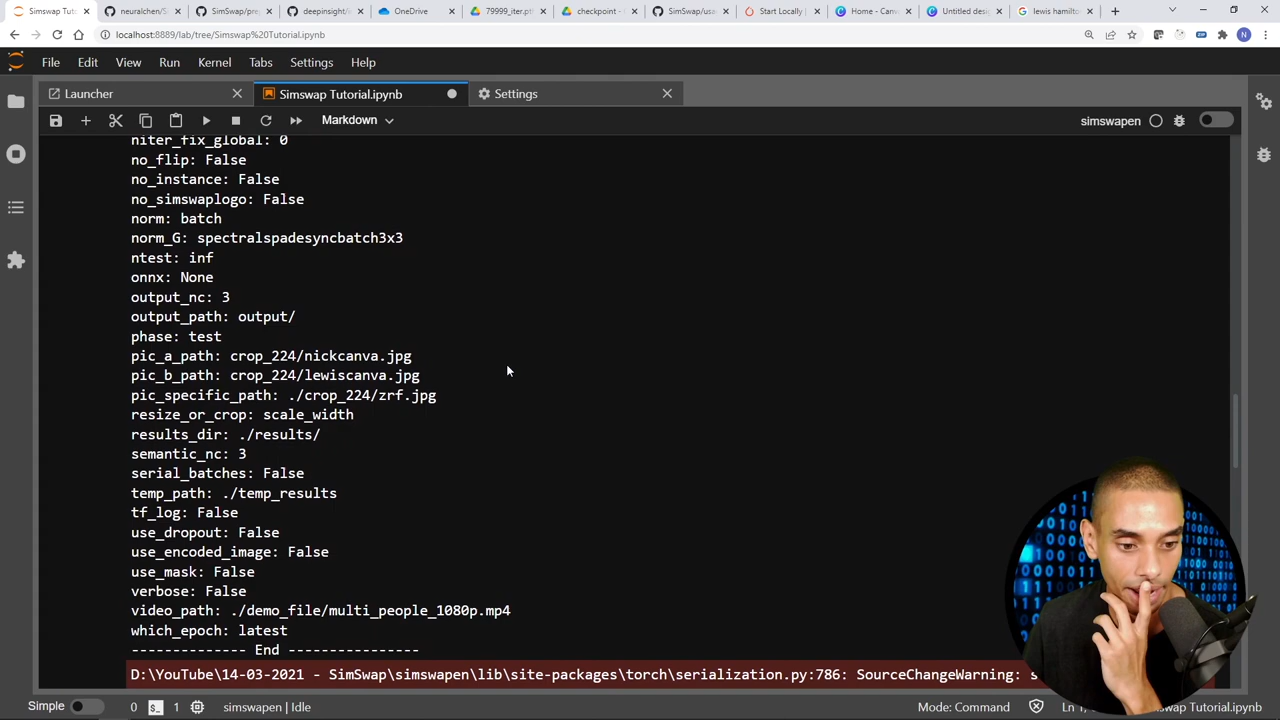 Simswap Tuto
neuralchen/S
SimSwap/pre
deepinsight/i
OneDrive
79999_iter.pt
checkpoint -
SimSwap/usa
Start Locally |
Home - Canv
Untitled desig
lewis hamilto
localhost:8889/lab/tree/Simswap%20Tutorial.ipynb
N
File Edit View Run Kernel Tabs Settings Help
Launcher
Simswap Tutorial.ipynb
Settings
Markdown
simswapen
niter_fix_global: 0
no_flip: False
no_instance: False
no_simswaplogo: False
norm: batch
norm_G: spectralspadesyncbatch3x3
ntest: inf
onnx: None
output_nc: 3
output_path: output/
phase: test
pic_a_path: crop_224/nickcanva.jpg
pic_b_path: crop_224/lewiscanva.jpg
pic_specific_path: ./crop_224/zrf.jpg
resize_or_crop: scale_width
results_dir: ./results/
semantic_nc: 3
serial_batches: False
temp_path: ./temp_results
tf_log: False
use_dropout: False
use_encoded_image: False
use_mask: False
verbose: False
video_path: ./demo_file/multi_people_1080p.mp4
which_epoch: latest
-------------- End ----------------
D:\YouTube\14-03-2021 - SimSwap\simswapen\lib\site-packages\torch\serialization.py:786: SourceChangeWarning: s
Simple
0
1
simswapen | Idle
Mode: Command
Ln 1,
Simswap Tutorial.ipynb